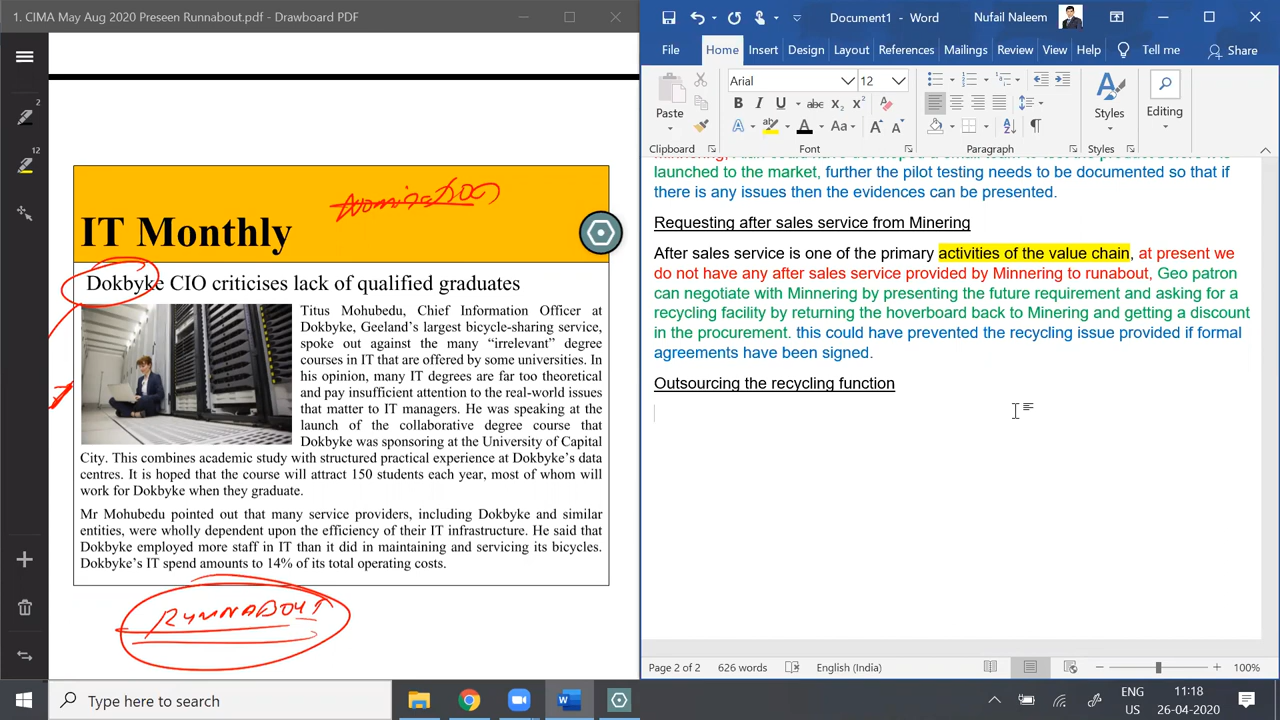 1. CIMA May Aug 2020 Preseen Runnabout.pdf - Drawboard PDF
2
12
IT Monthly
Dokbyke CIO criticises lack of qualified graduates
Titus Mohubedu, Chief Information Officer at
Dokbyke, Geeland's largest bicycle-sharing service,
spoke out against the many "irrelevant" degree
courses in IT that are offered by some universities. In
his opinion, many IT degrees are far too theoretical
and pay insufficient attention to the real-world issues
that matter to IT managers. He was speaking at the
launch of the collaborative degree course that
Dokbyke was sponsoring at the University of Capital
City. This combines academic study with structured practical experience at Dokbyke's data
centres. It is hoped that the course will attract 150 students each year, most of whom will
work for Dokbyke when they graduate.
Mr Mohubedu pointed out that many service providers, including Dokbyke and similar
entities, were wholly dependent upon the efficiency of their IT infrastructure. He said that
Dokbyke employed more staff in IT than it did in maintaining and servicing its bicycles.
Dokbyke's IT spend amounts to 14% of its total operating costs.
RUNNABOUT
Document1 - Word
Nufail Naleem
File Home Insert Design Layout References Mailings Review View Help Tell me Share
Paste
Clipboard
Arial 12
B I U abc x2 x2
A A Aa A A
Font
Paragraph
Styles
Styles
Editing
launched to the market, further the pilot testing needs to be documented so that if
there is any issues then the evidences can be presented.
Requesting after sales service from Minering
After sales service is one of the primary activities of the value chain, at present we
do not have any after sales service provided by Minnering to runabout, Geo patron
can negotiate with Minnering by presenting the future requirement and asking for a
recycling facility by returning the hoverboard back to Minering and getting a discount
in the procurement. this could have prevented the recycling issue provided if formal
agreements have been signed.
Outsourcing the recycling function
Page 2 of 2 626 words English (India) 100%
Type here to search
ENG
11:18
26-04-2020